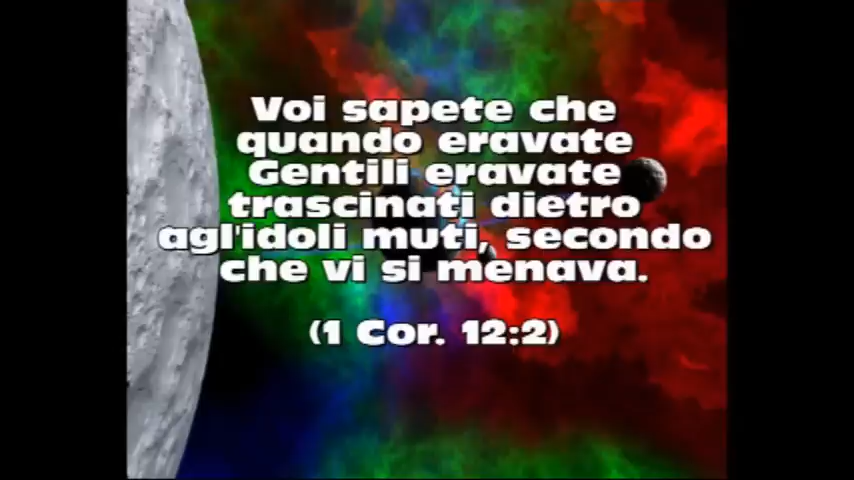 Voi sapete che
quando eravate
Gentili eravate
trascinati dietro
agl'idoli muti, secondo
che vi si menava.
(1 Cor. 12:2)